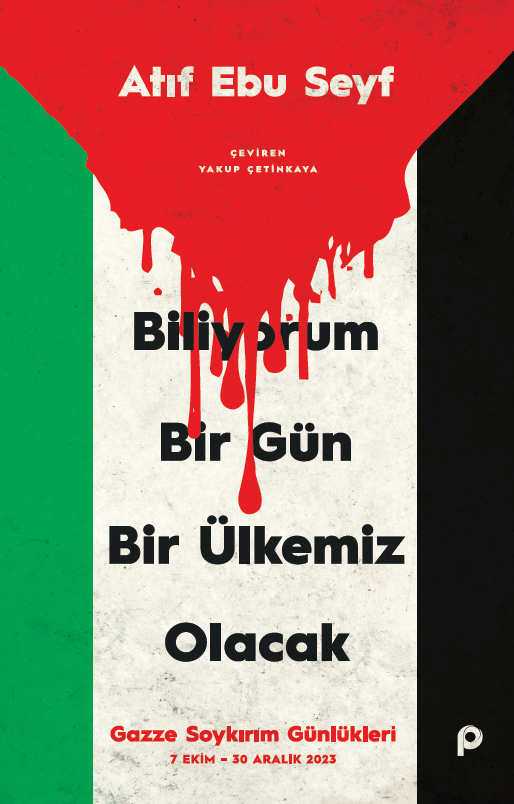 Atıf Ebu Seyf
ÇEVİREN
YAKUP ÇETİNKAYA
Biliyorum
Bir Gün
Bir Ülkemiz
Olacak
Gazze Soykırım Günlükleri
7 EKİM – 30 ARALIK 2023
p